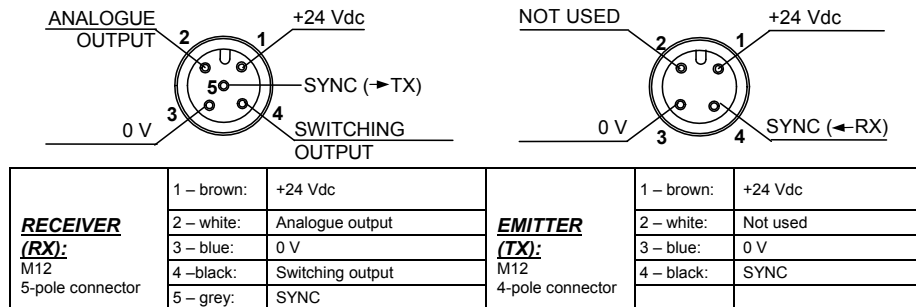 ANALOGUE
OUTPUT
2
1
+24 Vdc
5
SYNC (→TX)
3
4
0 V
SWITCHING
OUTPUT
NOT USED
2
1
+24 Vdc
0 V
3
4
SYNC (←RX)
RECEIVER
(RX):
M12
5-pole connector
1 – brown: +24 Vdc
2 – white: Analogue output
3 – blue: 0 V
4 –black: Switching output
5 – grey: SYNC
EMITTER
(TX):
M12
4-pole connector
1 – brown: +24 Vdc
2 – white: Not used
3 – blue: 0 V
4 – black: SYNC